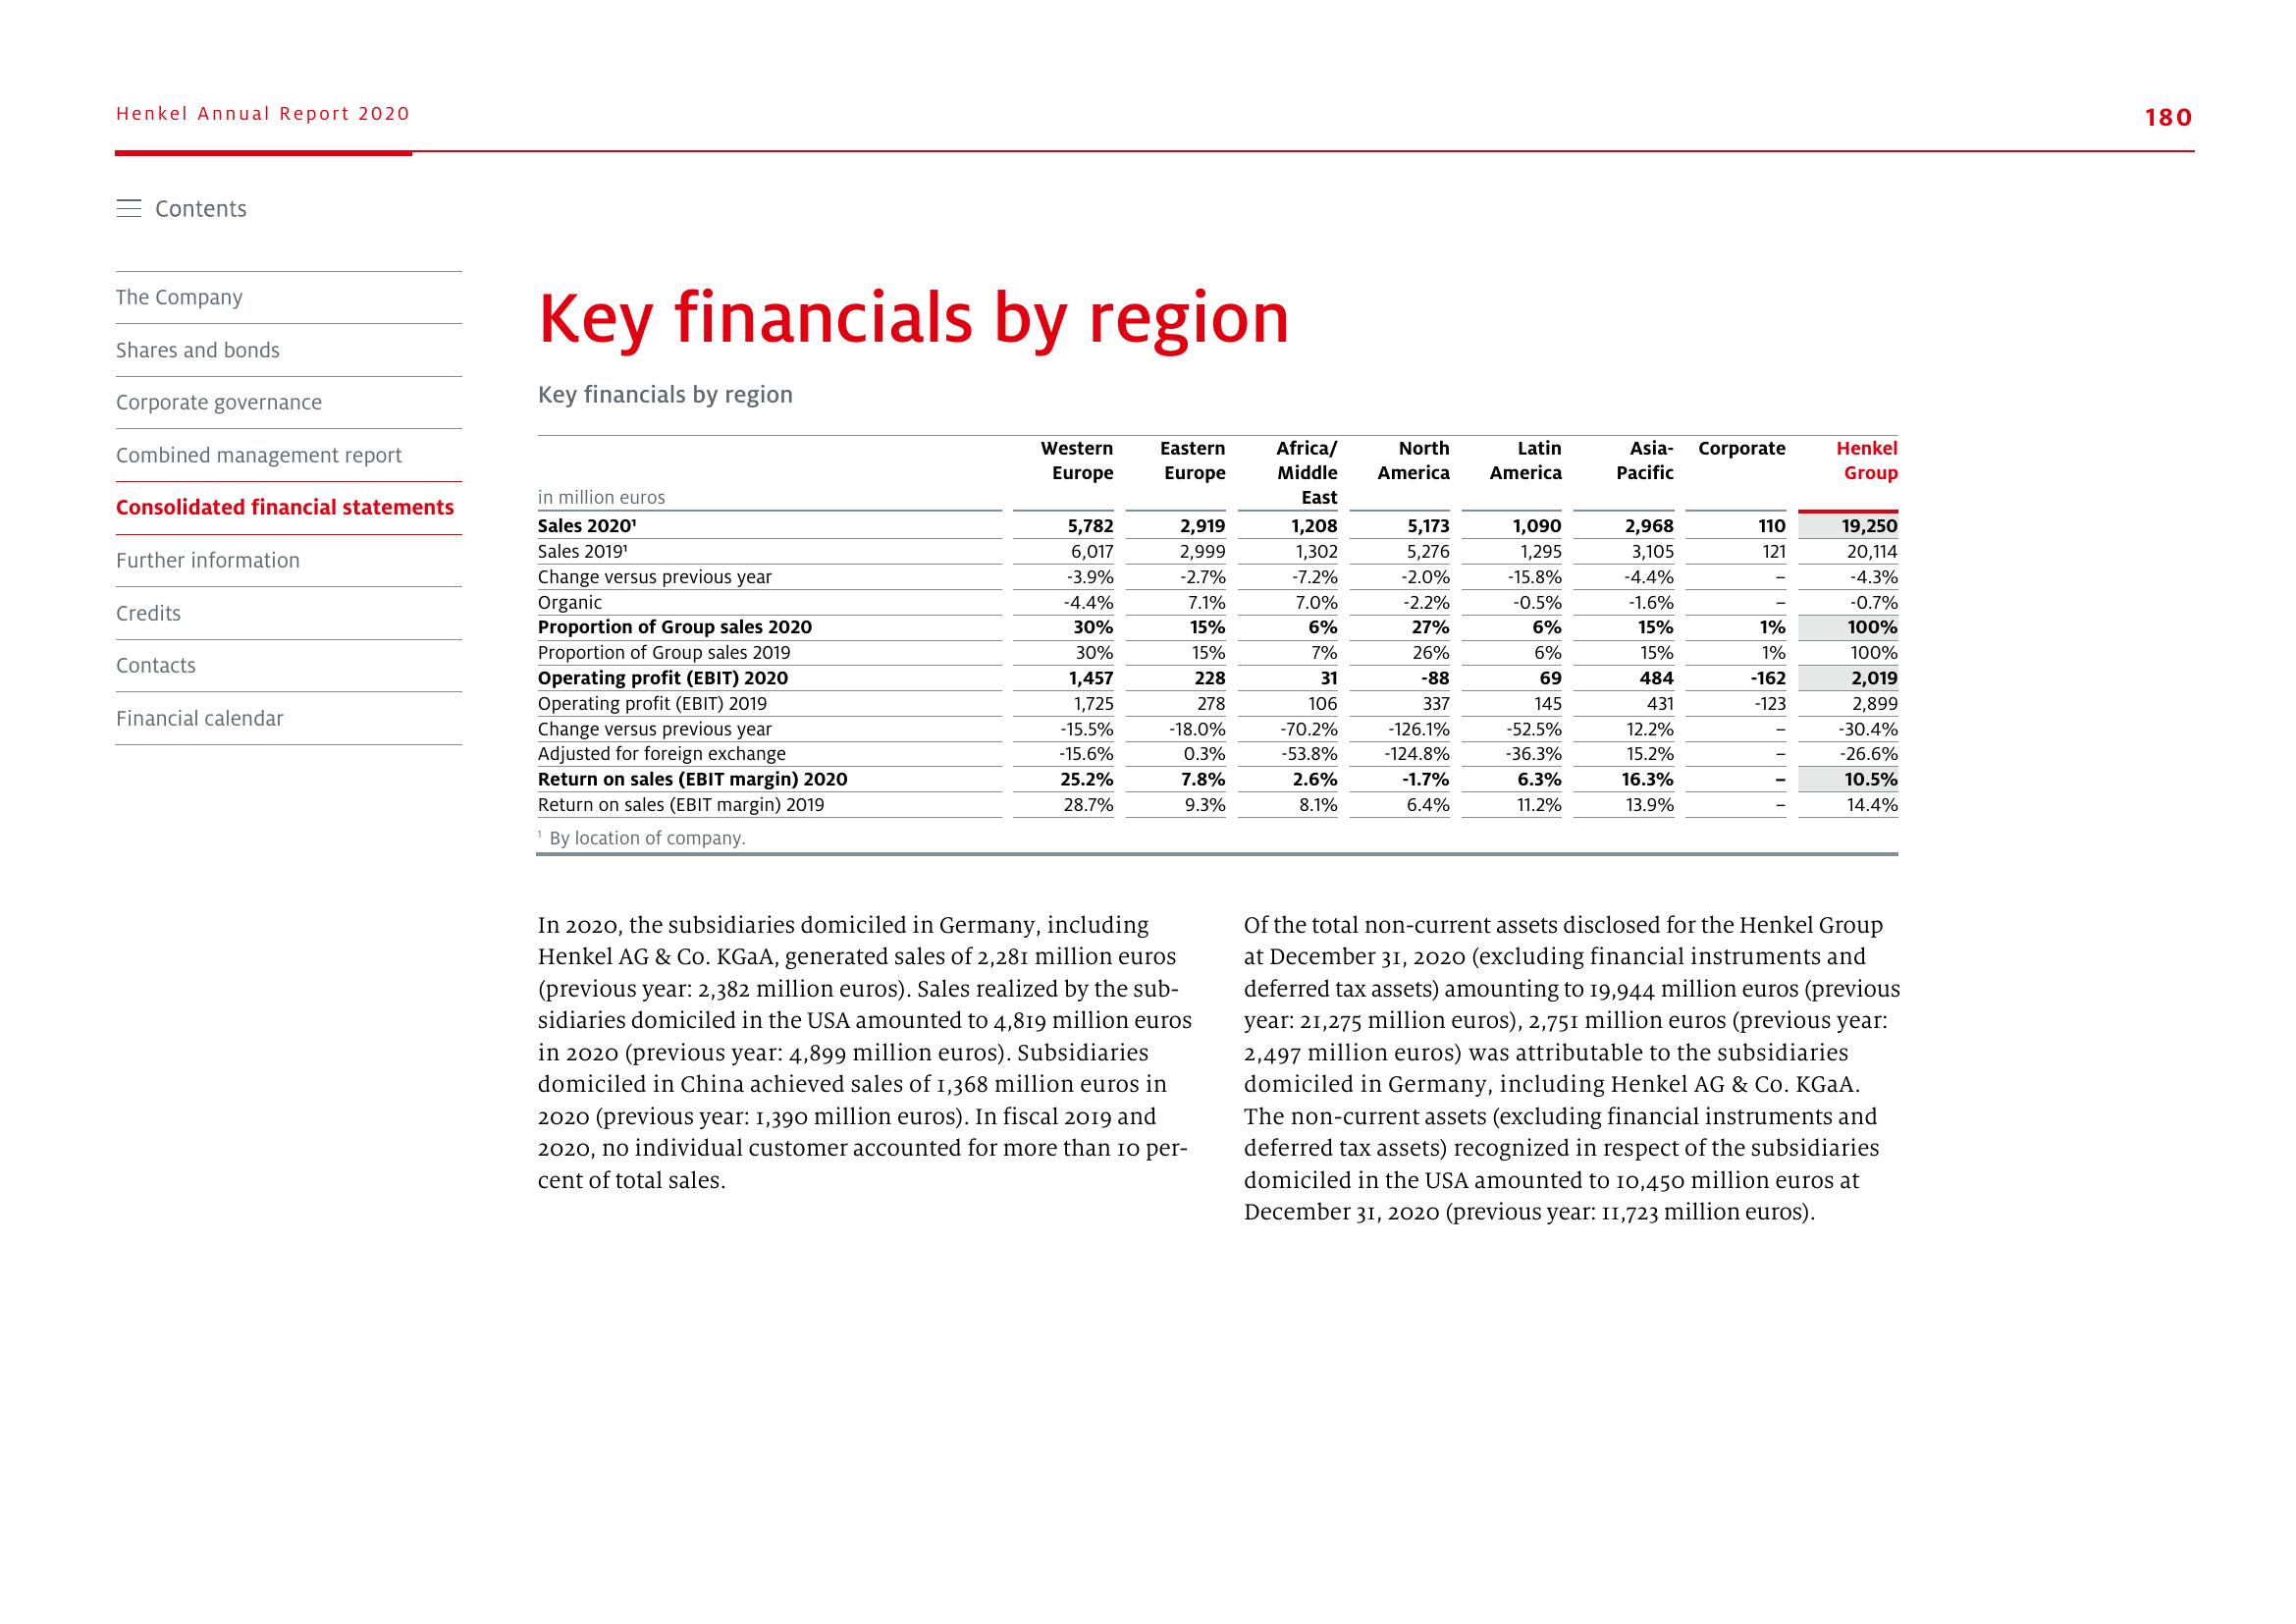 Henkel Annual Report 2020
180
Contents
The Company
Shares and bonds
Corporate governance
Combined management report
Consolidated financial statements
Further information
Credits
Contacts
Financial calendar
Key financials by region
Key financials by region
in million euros Western Europe Eastern Europe Africa/ Middle East North America Latin America Asia-Pacific Corporate Henkel Group
Sales 2020¹ 5,782 2,919 1,208 5,173 1,090 2,968 110 19,250
Sales 2019¹ 6,017 2,999 1,302 5,276 1,295 3,105 121 20,114
Change versus previous year -3.9% -2.7% -7.2% -2.0% -15.8% -4.4% – -4.3%
Organic -4.4% 7.1% 7.0% -2.2% -0.5% -1.6% – -0.7%
Proportion of Group sales 2020 30% 15% 6% 27% 6% 15% 1% 100%
Proportion of Group sales 2019 30% 15% 7% 26% 6% 15% 1% 100%
Operating profit (EBIT) 2020 1,457 228 31 -88 69 484 -162 2,019
Operating profit (EBIT) 2019 1,725 278 106 337 145 431 -123 2,899
Change versus previous year -15.5% -18.0% -70.2% -126.1% -52.5% 12.2% – -30.4%
Adjusted for foreign exchange -15.6% 0.3% -53.8% -124.8% -36.3% 15.2% – -26.6%
Return on sales (EBIT margin) 2020 25.2% 7.8% 2.6% -1.7% 6.3% 16.3% – 10.5%
Return on sales (EBIT margin) 2019 28.7% 9.3% 8.1% 6.4% 11.2% 13.9% – 14.4%
¹ By location of company.
In 2020, the subsidiaries domiciled in Germany, including
Henkel AG & Co. KGaA, generated sales of 2,281 million euros
(previous year: 2,382 million euros). Sales realized by the sub-
sidiaries domiciled in the USA amounted to 4,819 million euros
in 2020 (previous year: 4,899 million euros). Subsidiaries
domiciled in China achieved sales of 1,368 million euros in
2020 (previous year: 1,390 million euros). In fiscal 2019 and
2020, no individual customer accounted for more than 10 per-
cent of total sales.
Of the total non-current assets disclosed for the Henkel Group
at December 31, 2020 (excluding financial instruments and
deferred tax assets) amounting to 19,944 million euros (previous
year: 21,275 million euros), 2,751 million euros (previous year:
2,497 million euros) was attributable to the subsidiaries
domiciled in Germany, including Henkel AG & Co. KGaA.
The non-current assets (excluding financial instruments and
deferred tax assets) recognized in respect of the subsidiaries
domiciled in the USA amounted to 10,450 million euros at
December 31, 2020 (previous year: 11,723 million euros).